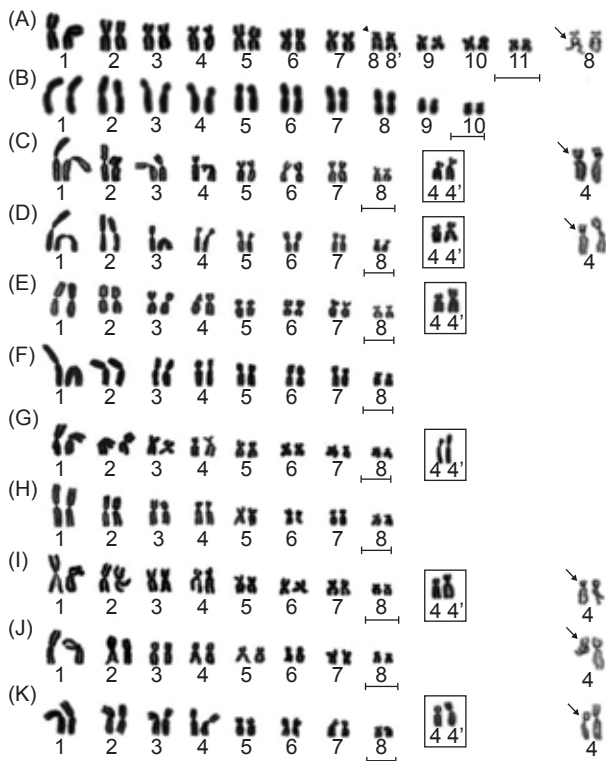 (A)
1 2 3 4 5 6 7 8 8' 9 10 11 8
(B)
1 2 3 4 5 6 7 8 9 10
(C)
1 2 3 4 5 6 7 8 4 4' 4
(D)
1 2 3 4 5 6 7 8 4 4' 4
(E)
1 2 3 4 5 6 7 8 4 4'
(F)
1 2 3 4 5 6 7 8
(G)
1 2 3 4 5 6 7 8 4 4'
(H)
1 2 3 4 5 6 7 8
(I)
1 2 3 4 5 6 7 8 4 4' 4
(J)
1 2 3 4 5 6 7 8 4
(K)
1 2 3 4 5 6 7 8 4 4' 4